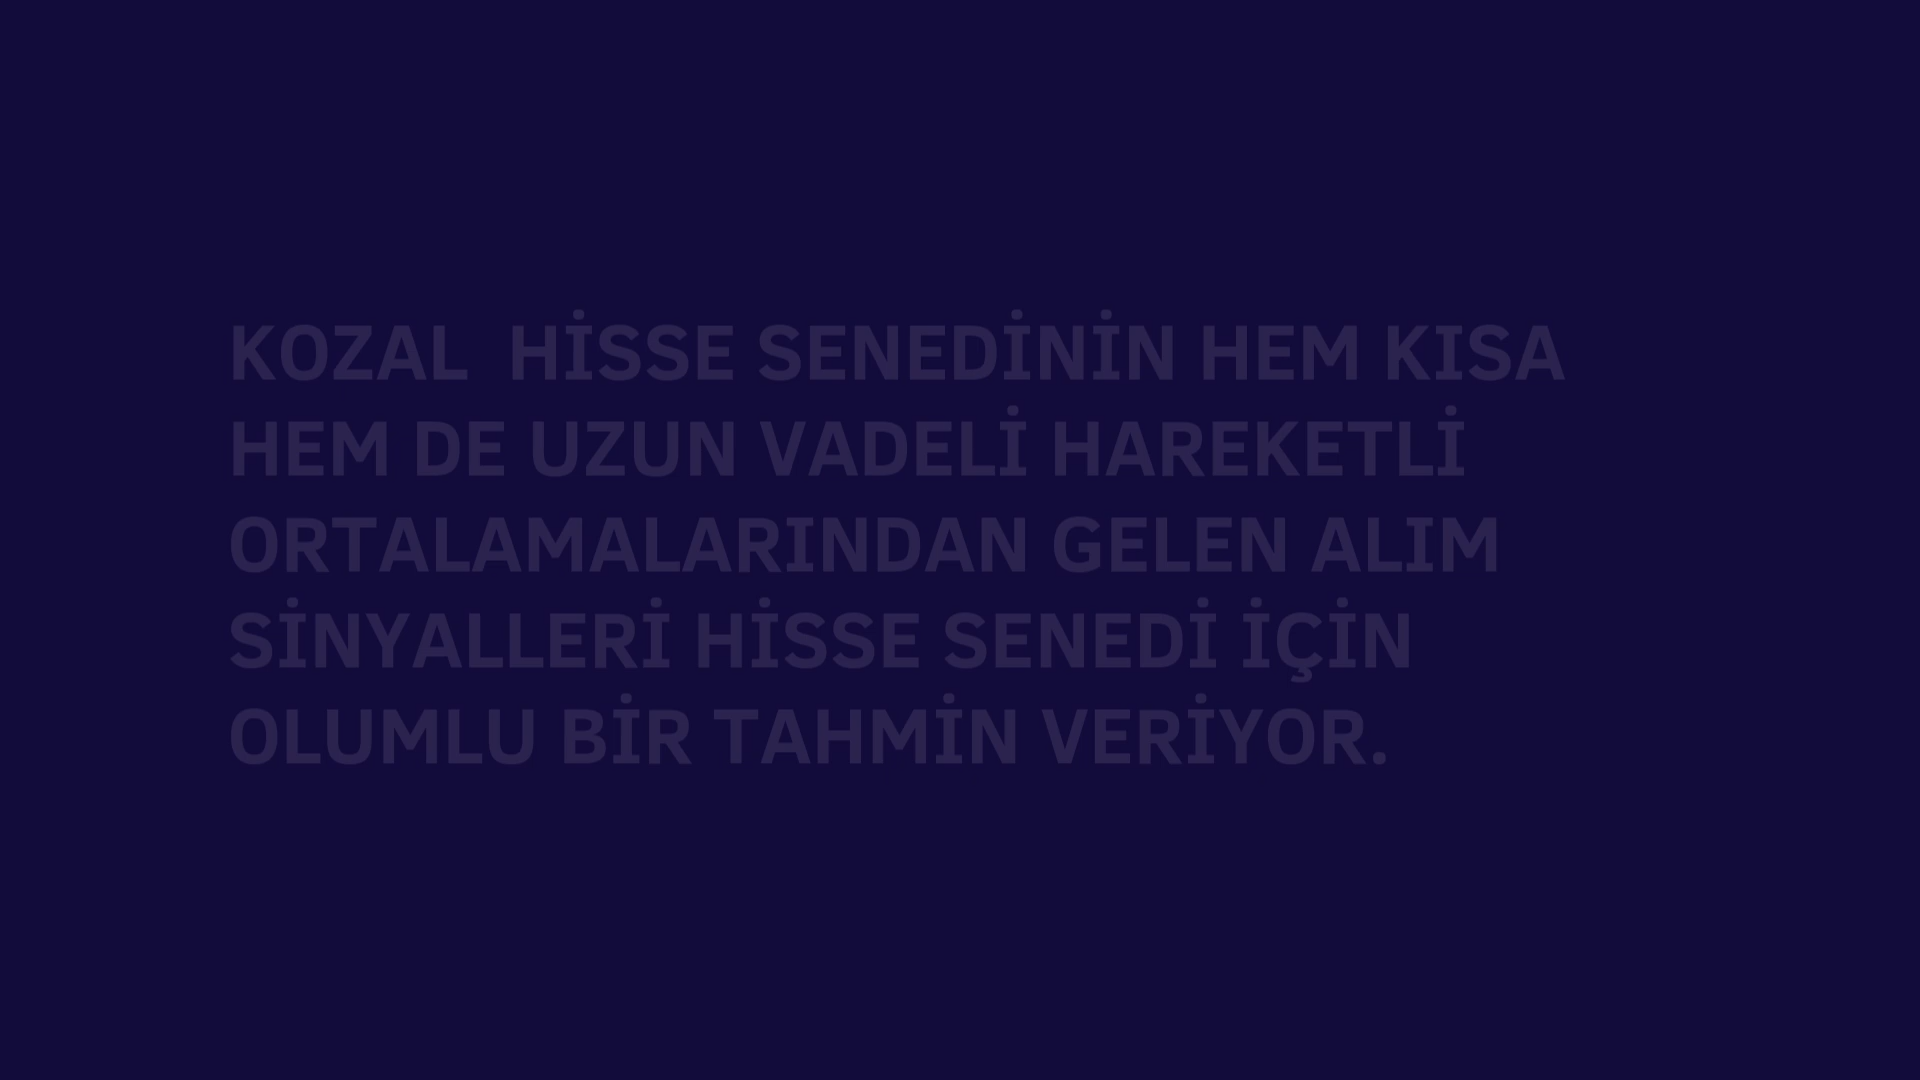 KOZAL  HİSSE SENEDİNİN HEM KISA
HEM DE UZUN VADELİ HAREKETLİ
ORTALAMALARINDAN GELEN ALIM
SİNYALLERİ HİSSE SENEDİ İÇİN
OLUMLU BİR TAHMİN VERİYOR.